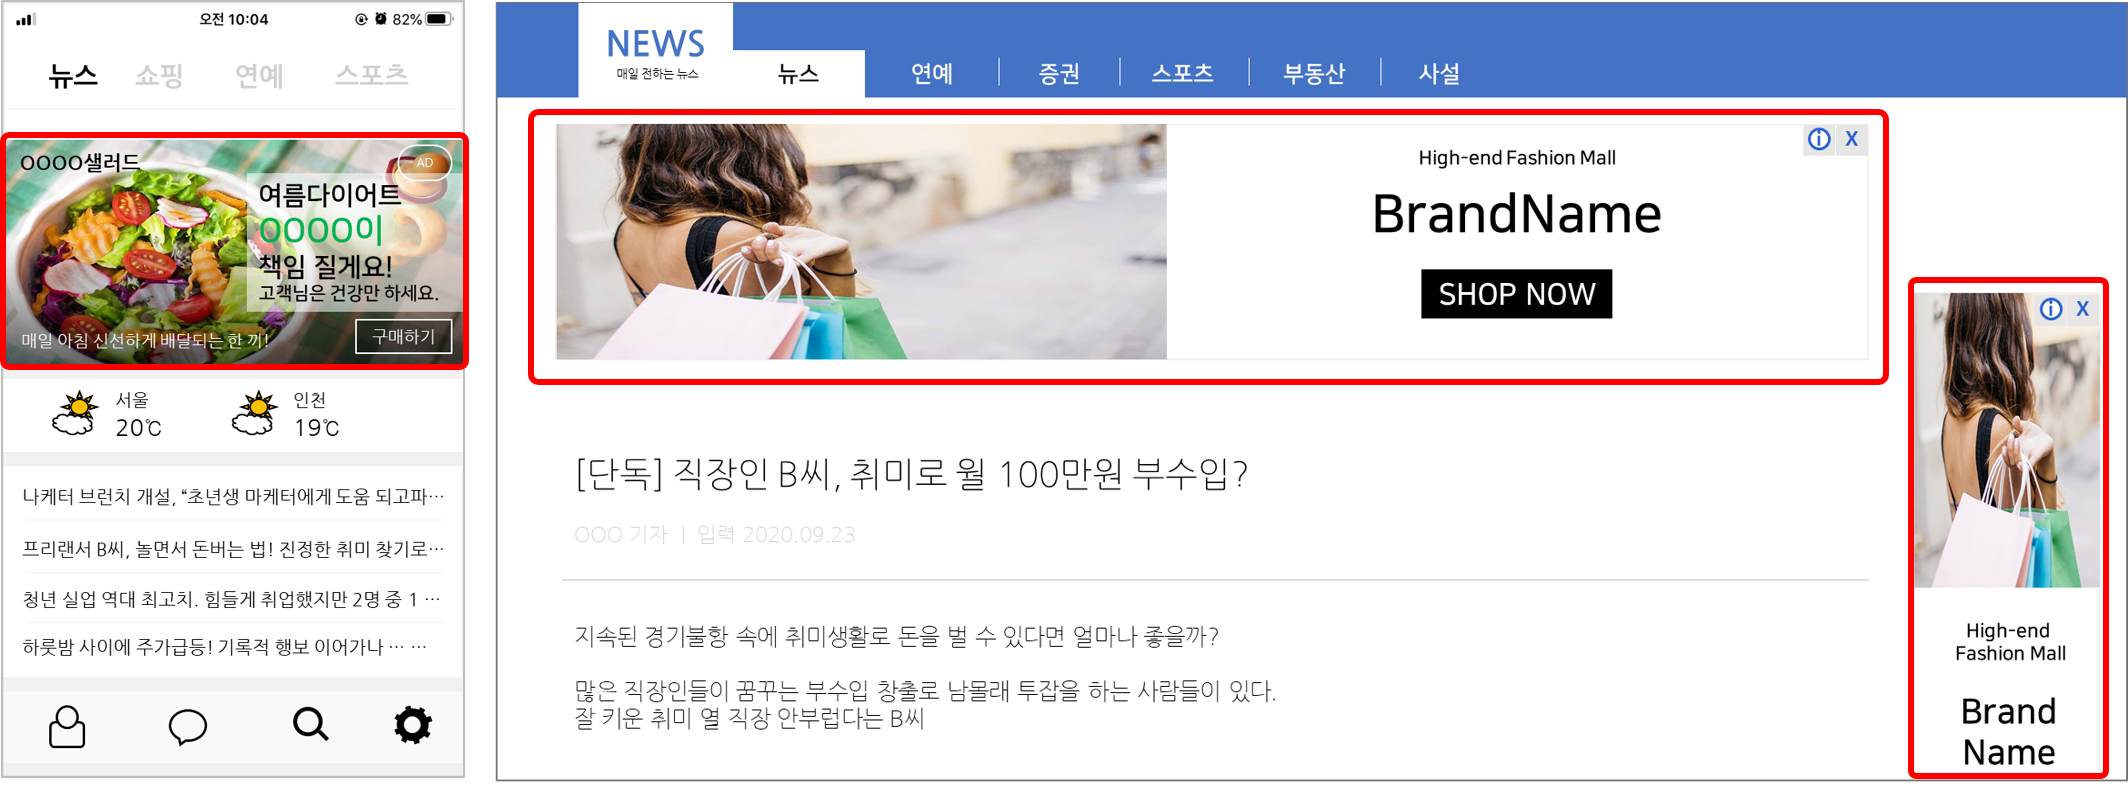 오전 10:04
82%
뉴스 쇼핑 연예 스포츠
OOOO샐러드
AD
여름다이어트
OOOO이
책임 질게요!
고객님은 건강만 하세요.
매일 아침 신선하게 배달되는 한 끼!
구매하기
서울
20℃
인천
19℃
나케터 브런치 개설, “초년생 마케터에게 도움 되고파…
프리랜서 B씨, 놀면서 돈버는 법! 진정한 취미 찾기로…
청년 실업 역대 최고치. 힘들게 취업했지만 2명 중 1 …
하룻밤 사이에 주가급등! 기록적 행보 이어가나 … …
NEWS
매일 전하는 뉴스
뉴스 연예 증권 스포츠 부동산 사설
X
High-end Fashion Mall
BrandName
SHOP NOW
[단독] 직장인 B씨, 취미로 월 100만원 부수입?
OOO 기자 | 입력 2020.09.23
지속된 경기불항 속에 취미생활로 돈을 벌 수 있다면 얼마나 좋을까?
많은 직장인들이 꿈꾸는 부수입 창출로 남몰래 투잡을 하는 사람들이 있다.
잘 키운 취미 열 직장 안부럽다는 B씨
X
High-end
Fashion Mall
Brand
Name